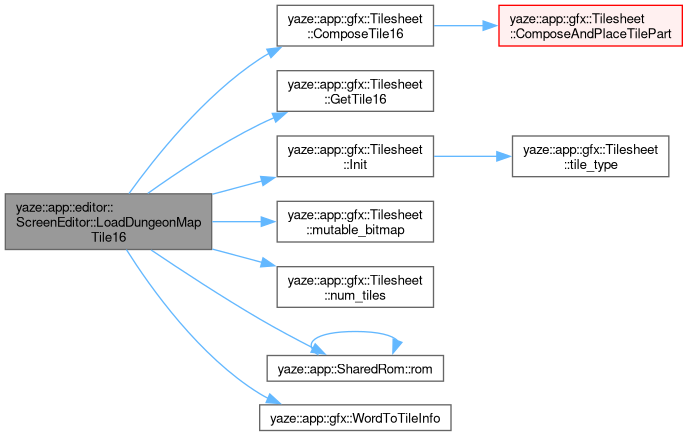 yaze::app::gfx::Tilesheet
::ComposeTile16
yaze::app::gfx::Tilesheet
::ComposeAndPlaceTilePart
yaze::app::gfx::Tilesheet
::GetTile16
yaze::app::gfx::Tilesheet
::Init
yaze::app::gfx::Tilesheet
::tile_type
yaze::app::editor::
ScreenEditor::LoadDungeonMap
Tile16
yaze::app::gfx::Tilesheet
::mutable_bitmap
yaze::app::gfx::Tilesheet
::num_tiles
yaze::app::SharedRom::rom
yaze::app::gfx::WordToTileInfo